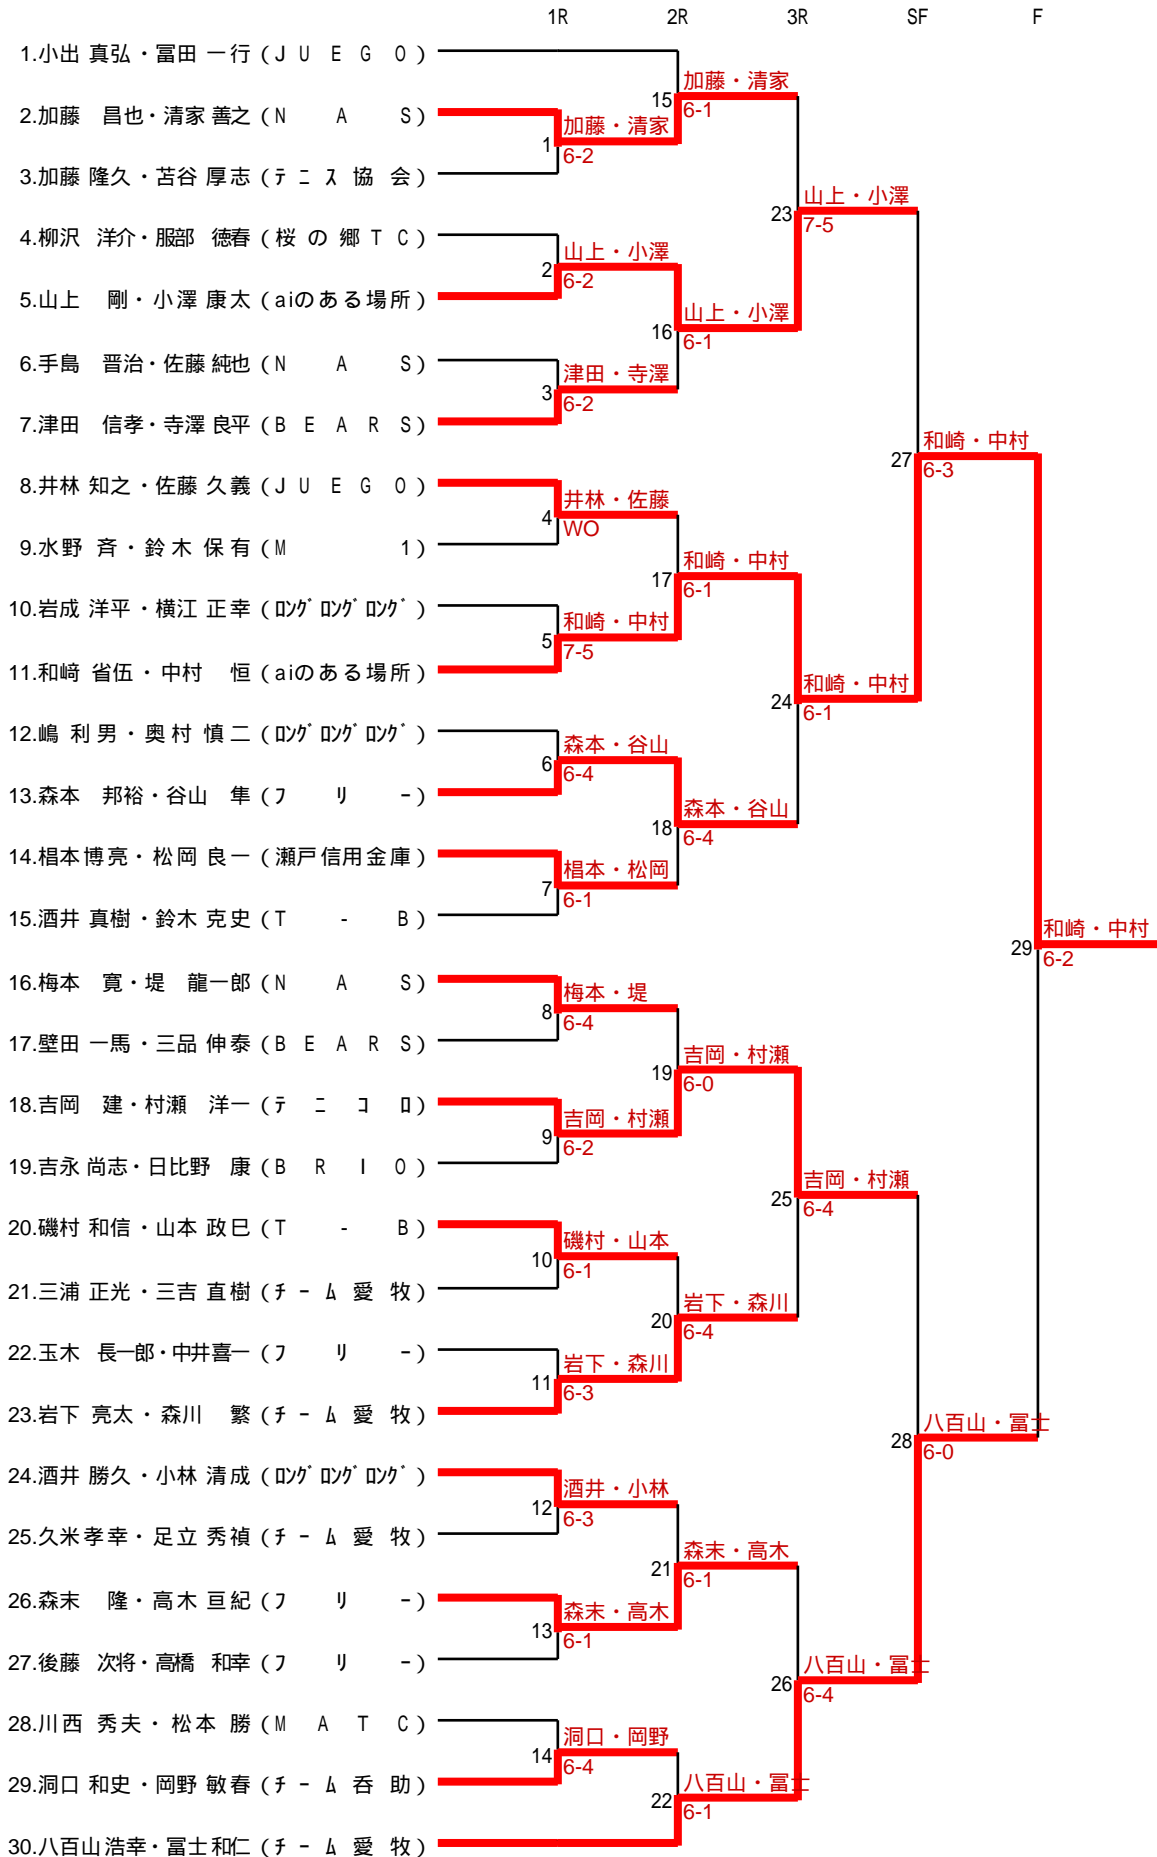 1R 2R 3R SF F
1.小出 真弘・冨田 一行 (ＪＵＥＧＯ)
加藤・清家
15
6-1
2.加藤 昌也・清家 善之 (Ｎ Ａ Ｓ)
加藤・清家
1
6-2
3.加藤 隆久・苫谷 厚志 (テニス協会)
山上・小澤
23
7-5
4.柳沢 洋介・服部 徳春 (桜の郷ＴＣ)
山上・小澤
2
6-2
5.山上 剛・小澤 康太 (aiのある場所)
山上・小澤
16
6-1
6.手島 晋治・佐藤 純也 (Ｎ Ａ Ｓ)
津田・寺澤
3
6-2
7.津田 信孝・寺澤 良平 (ＢＥＡＲＳ)
和崎・中村
27
6-3
8.井林 知之・佐藤 久義 (ＪＵＥＧＯ)
井林・佐藤
4
WO
9.水野 斉・鈴木 保有 (Ｍ １)
和崎・中村
17
6-1
10.岩成 洋平・横江 正幸 (ﾛﾝｸﾞﾛﾝｸﾞﾛﾝｸﾞ)
和崎・中村
5
7-5
11.和﨑 省伍・中村 恒 (aiのある場所)
和崎・中村
24
6-1
12.嶋 利男・奥村 慎二 (ﾛﾝｸﾞﾛﾝｸﾞﾛﾝｸﾞ)
森本・谷山
6
6-4
13.森本 邦裕・谷山 隼 (フリー)
森本・谷山
18
6-4
14.椙本博亮・松岡 良一 (瀬戸信用金庫)
椙本・松岡
7
6-1
15.酒井 真樹・鈴木 克史 (Ｔ - Ｂ)
和崎・中村
29
6-2
16.梅本 寛・堤 龍一郎 (Ｎ Ａ Ｓ)
梅本・堤
8
6-4
17.壁田 一馬・三品 伸泰 (ＢＥＡＲＳ)
吉岡・村瀬
19
6-0
18.吉岡 建・村瀬 洋一 (テニコロ)
吉岡・村瀬
9
6-2
19.吉永 尚志・日比野 康 (ＢＲＩＯ)
吉岡・村瀬
25
6-4
20.磯村 和信・山本 政巳 (Ｔ - Ｂ)
磯村・山本
10
6-1
21.三浦 正光・三吉 直樹 (チーム愛牧)
岩下・森川
20
6-4
22.玉木 長一郎・中井喜一 (フリー)
岩下・森川
11
6-3
23.岩下 亮太・森川 繁 (チーム愛牧)
八百山・冨士
28
6-0
24.酒井 勝久・小林 清成 (ﾛﾝｸﾞﾛﾝｸﾞﾛﾝｸﾞ)
酒井・小林
12
6-3
25.久米孝幸・足立 秀禎 (チーム愛牧)
森末・高木
21
6-1
26.森末 隆・高木 亘紀 (フリー)
森末・高木
13
6-1
27.後藤 次将・高橋 和幸 (フリー)
八百山・冨士
26
6-4
28.川西 秀夫・松本 勝 (ＭＡＴＣ)
洞口・岡野
14
6-4
29.洞口 和史・岡野 敏春 (チーム呑助)
八百山・冨士
22
6-1
30.八百山浩幸・冨士和仁 (チーム愛牧)